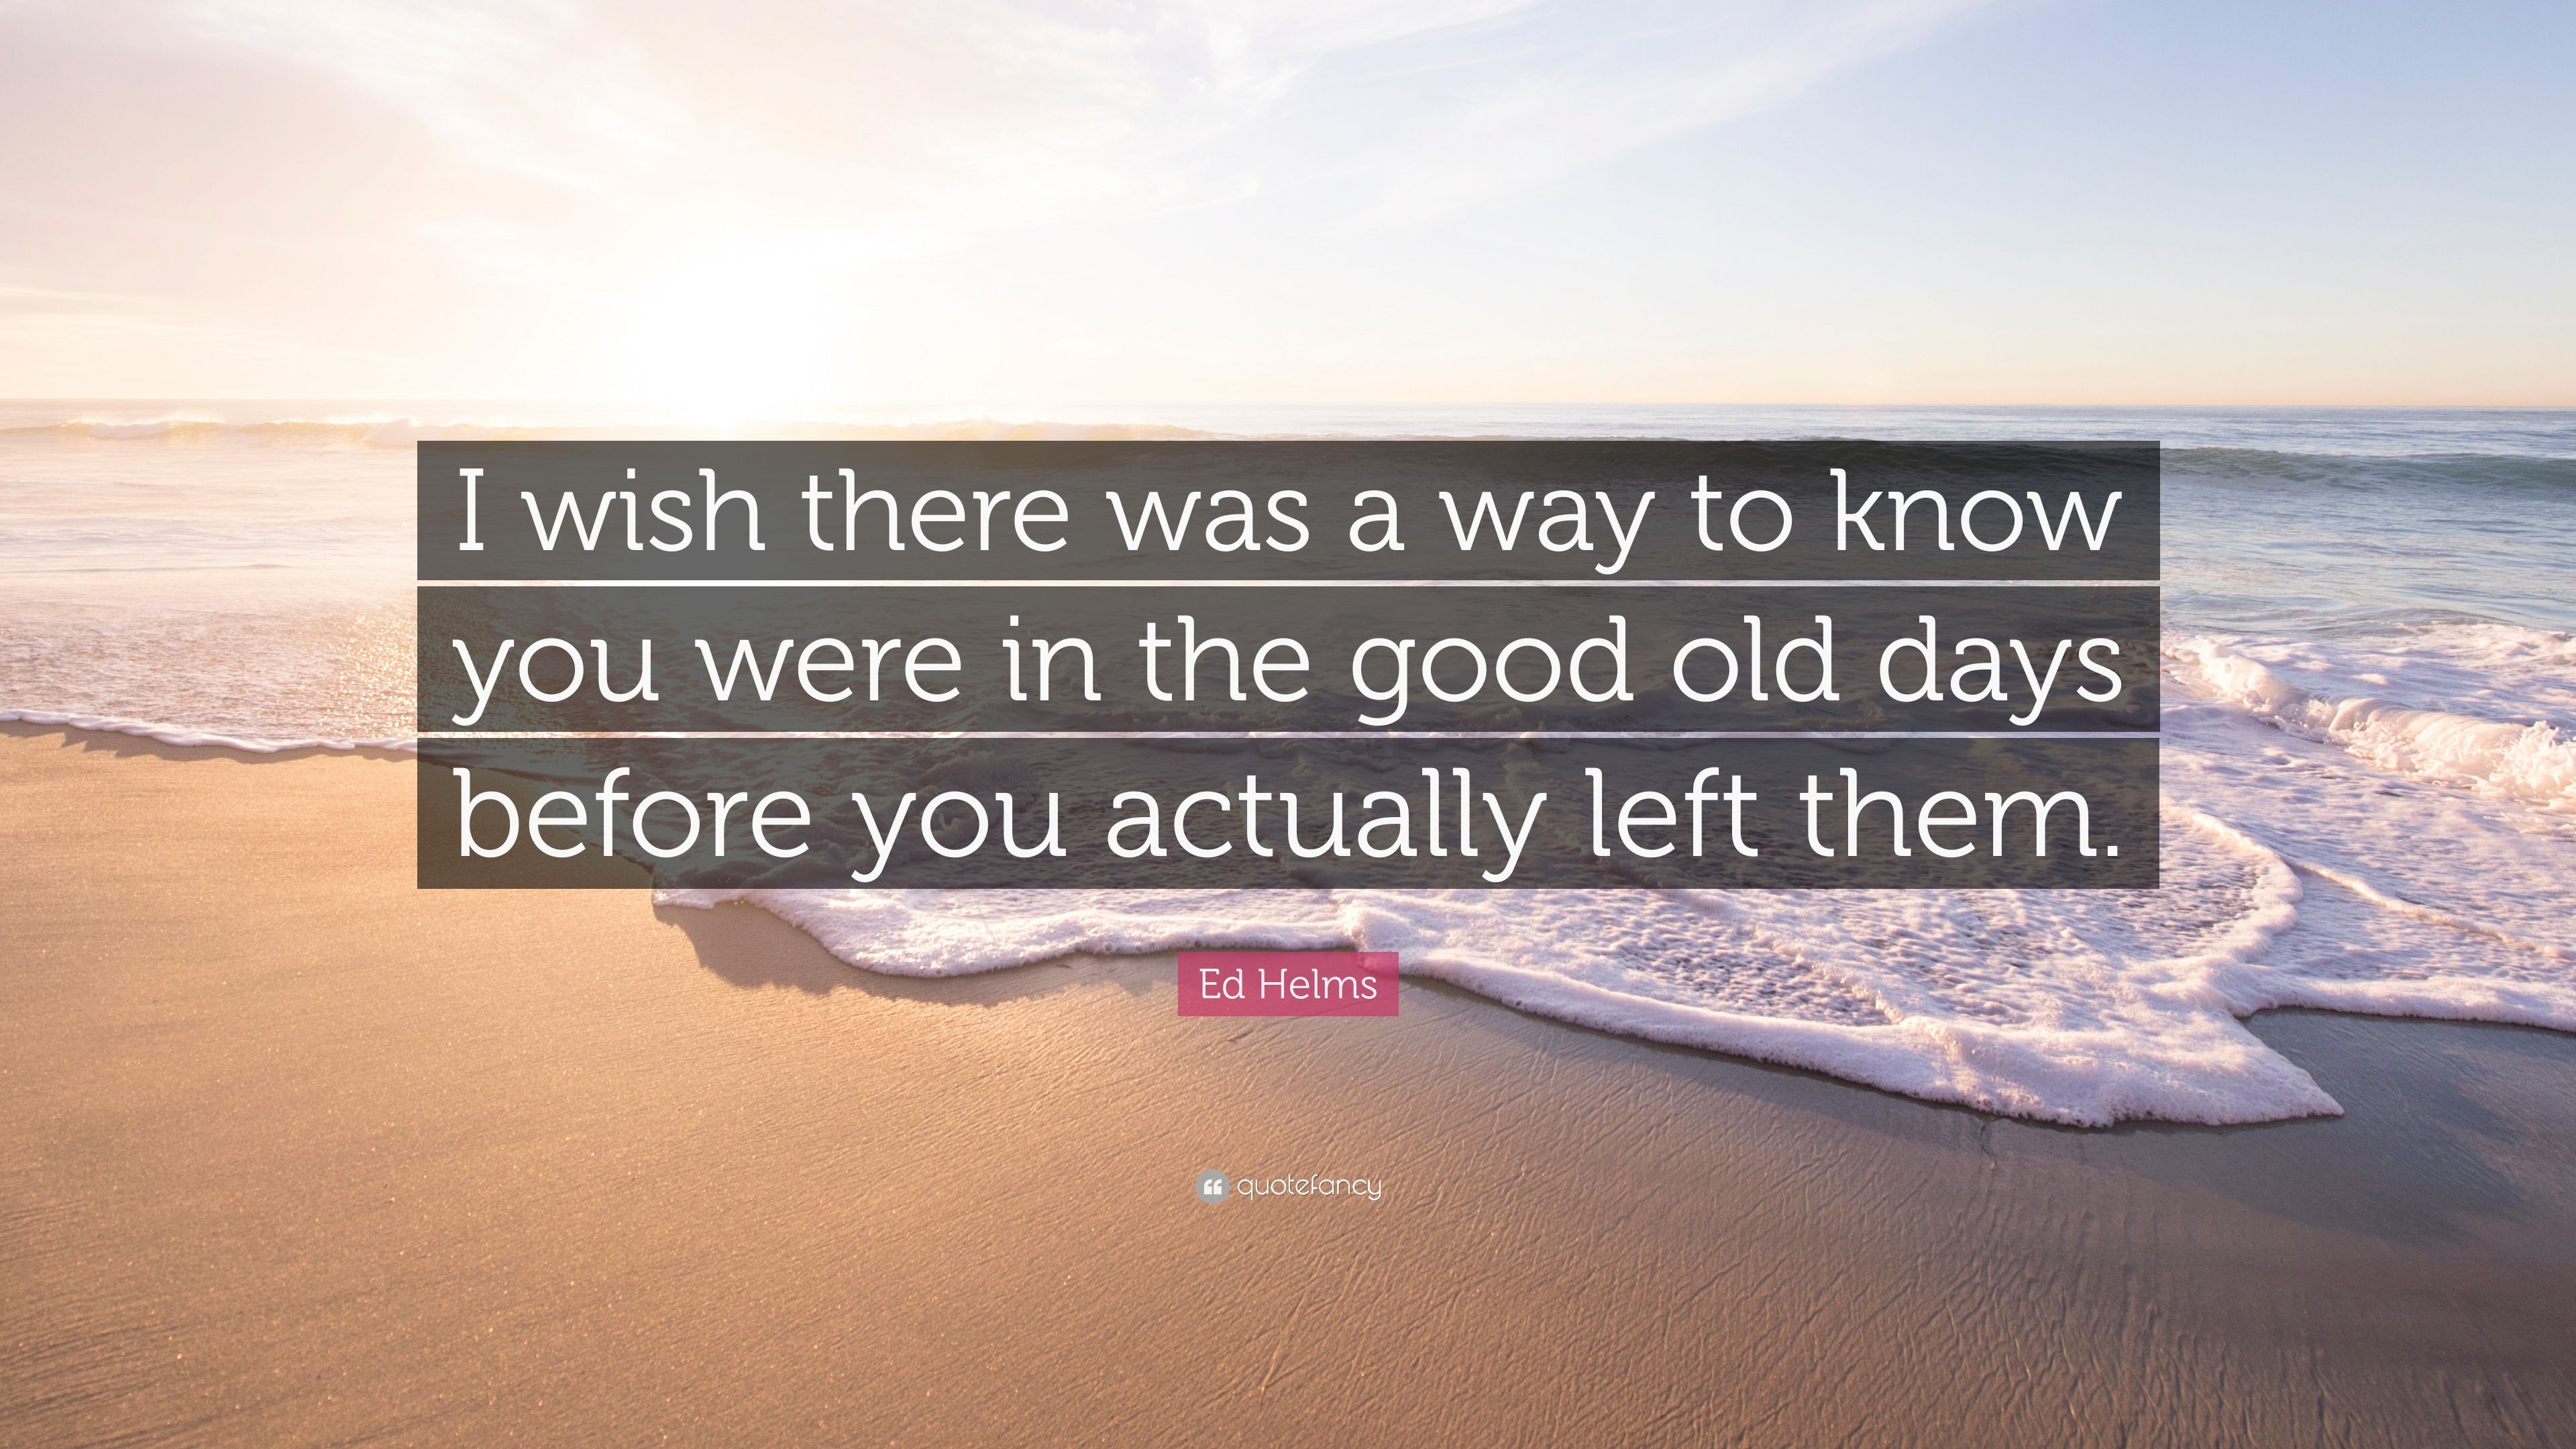 I wish there was a way to know
you were in the good old days
before you actually left them.
Ed Helms
quotefancy